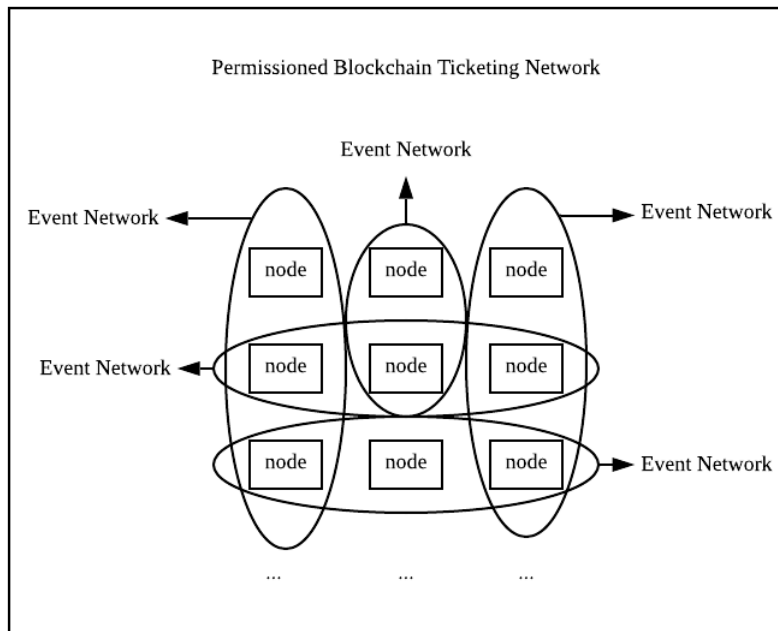 Permissioned Blockchain Ticketing Network
Event Network
Event Network
Event Network
node node node
Event Network
node node node
node node node
Event Network
... ... ...